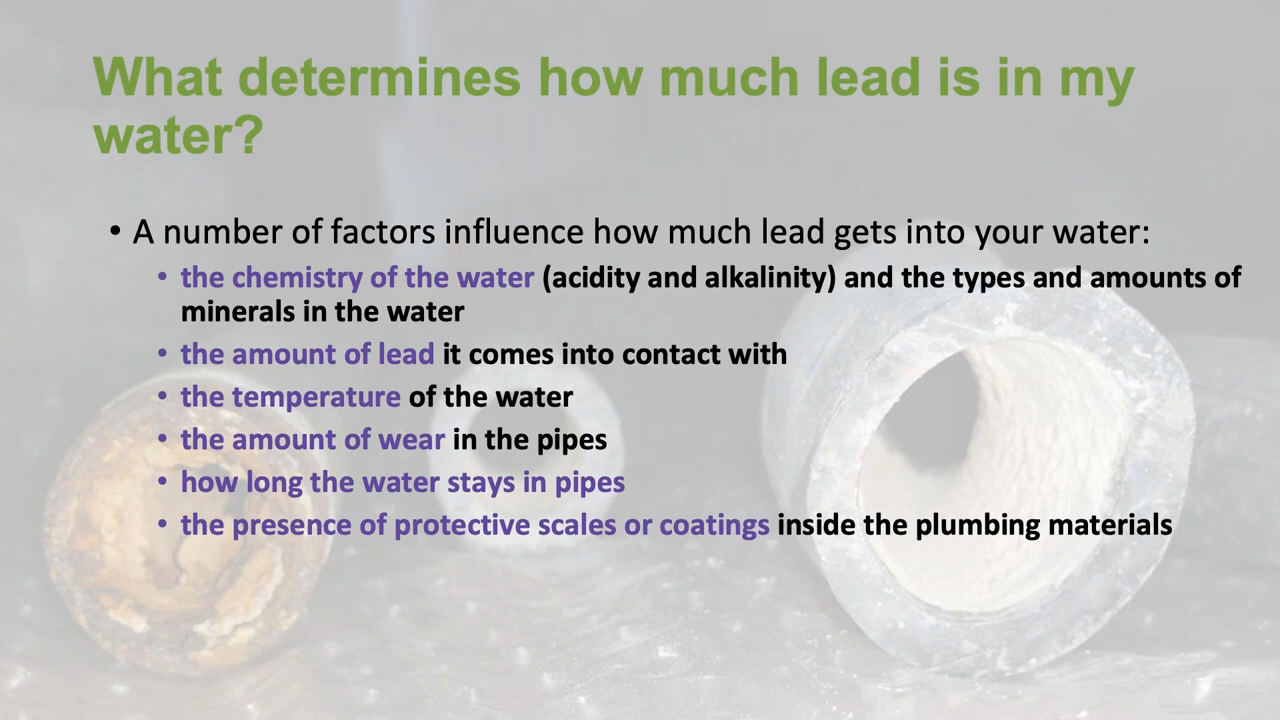 What determines how much lead is in my
water?
• A number of factors influence how much lead gets into your water:
• the chemistry of the water (acidity and alkalinity) and the types and amounts of
minerals in the water
• the amount of lead it comes into contact with
• the temperature of the water
• the amount of wear in the pipes
• how long the water stays in pipes
• the presence of protective scales or coatings inside the plumbing materials